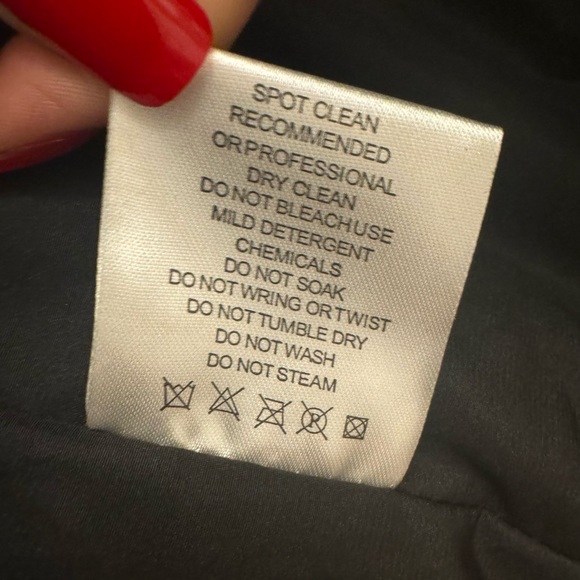 SPOT CLEAN
RECOMMENDED
OR PROFESSIONAL
DRY CLEAN
DO NOT BLEACH USE
MILD DETERGENT
CHEMICALS
DO NOT SOAK
DO NOT WRING OR TWIST
DO NOT TUMBLE DRY
DO NOT WASH
DO NOT STEAM
P